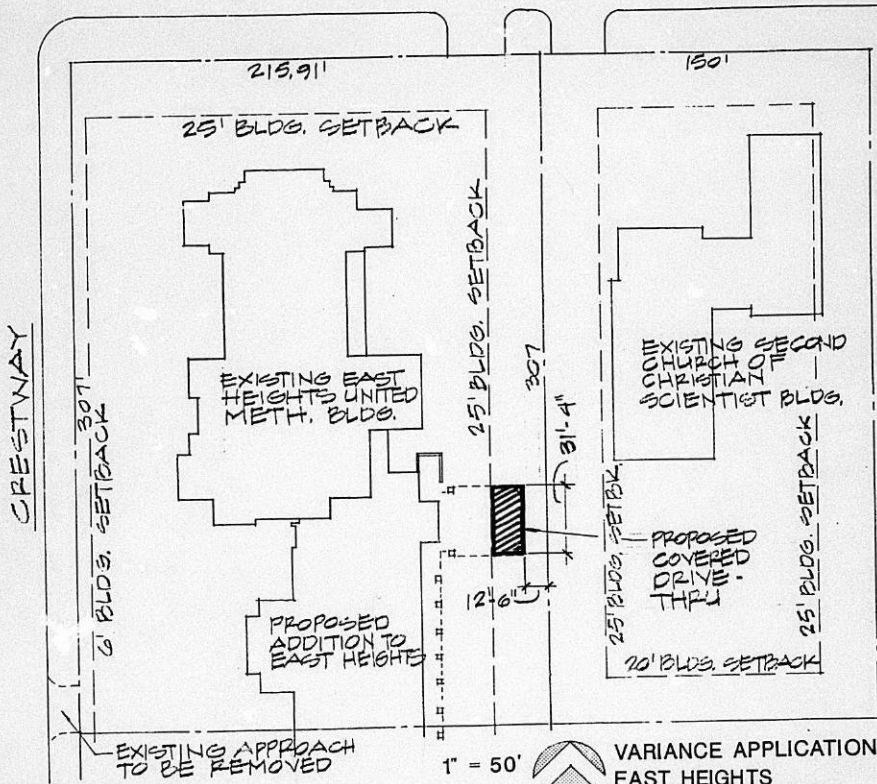 215.91'
150'
25' BLDG. SETBACK
CRESTWAY
307'
6' BLDG. SETBACK
25' BLDG. SETBACK
307
EXISTING EAST
HEIGHTS UNITED
METH. BLDG.
EXISTING SECOND
CHURCH OF
CHRISTIAN
SCIENTIST BLDG.
31'-4"
25' BLDG. SETBK.
25' BLDG. SETBACK
PROPOSED
COVERED
DRIVE-
THRU
12'-6"
PROPOSED
ADDITION TO
EAST HEIGHTS
20' BLDG. SETBACK
EXISTING APPROACH
TO BE REMOVED
1" = 50'
VARIANCE APPLICATION
EAST HEIGHTS